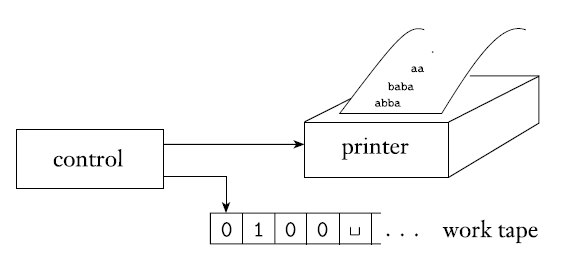 aa
baba
abba
control
printer
0 1 0 0 ␣ . . . work tape